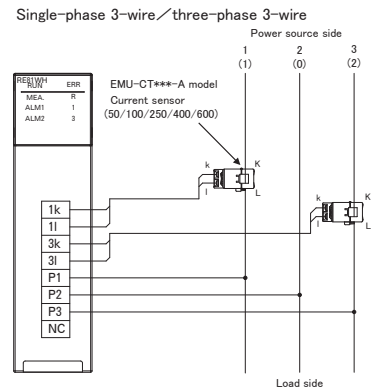 Single-phase 3-wire／three-phase 3-wire
Power source side
1 2 3
(1) (0) (2)
RE81WH
RUN ERR
MEA. R
ALM1 1
ALM2 3
EMU-CT***-A model
Current sensor
(50/100/250/400/600)
k K
l L
k K
l L
1k
1l
3k
3l
P1
P2
P3
NC
Load side